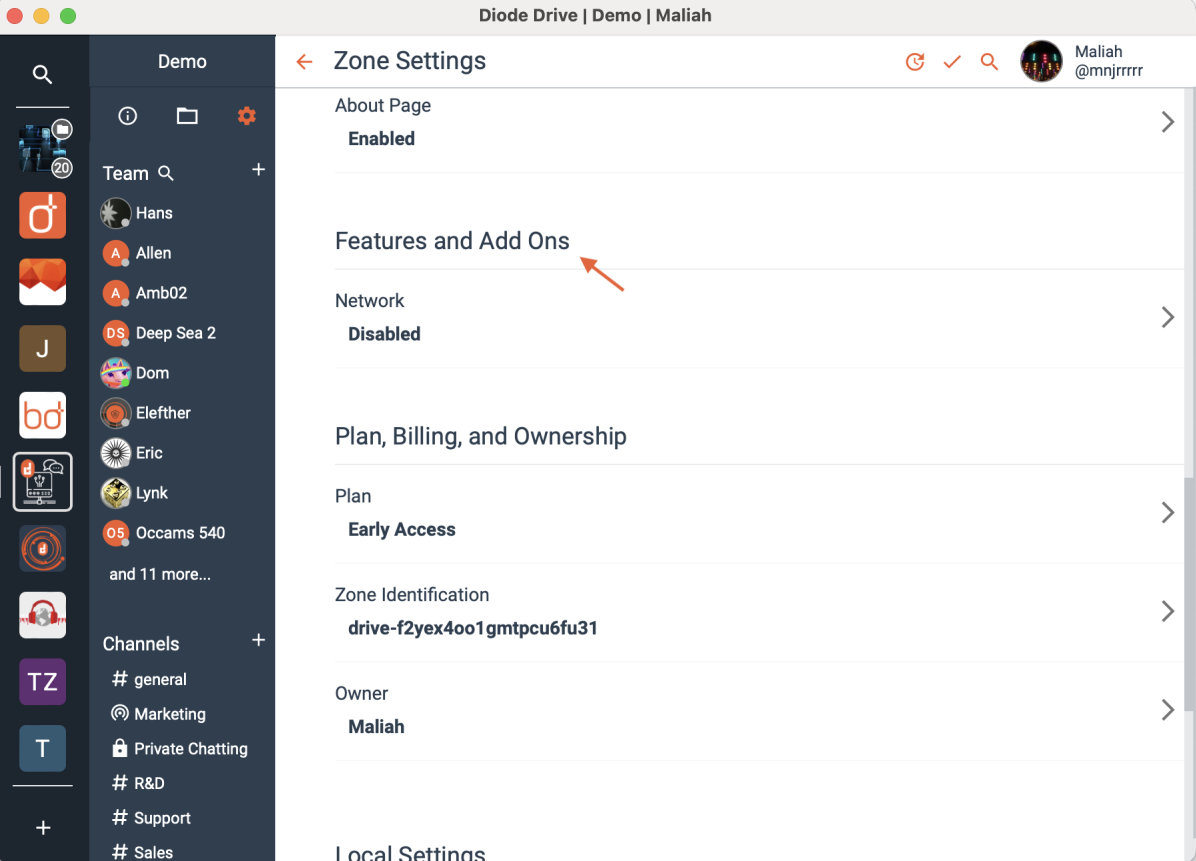 Diode Drive | Demo | Maliah
Demo
Zone Settings
Maliah
@mnjrrrrr
20
J
TZ
T
Team
Hans
A
Allen
A
Amb02
DS
Deep Sea 2
Dom
Elefther
Eric
Lynk
O5
Occams 540
and 11 more...
Channels
# general
Marketing
Private Chatting
# R&D
# Support
# Sales
About Page
Enabled
Features and Add Ons
Network
Disabled
Plan, Billing, and Ownership
Plan
Early Access
Zone Identification
drive-f2yex4oo1gmtpcu6fu31
Owner
Maliah
Local Settings